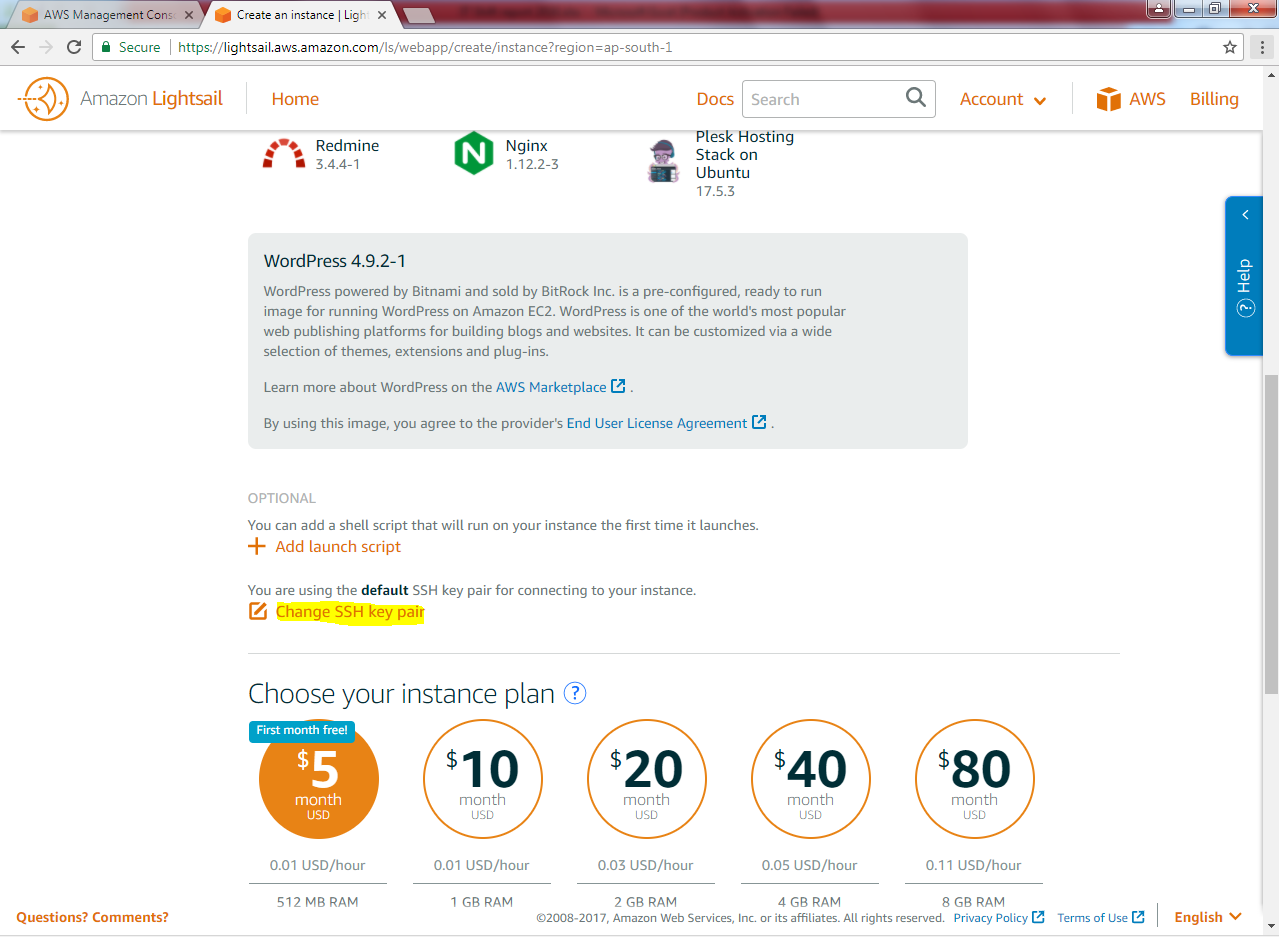 AWS Management Cons
Create an instance | Ligh
Secure
https://lightsail.aws.amazon.com/ls/webapp/create/instance?region=ap-south-1
Amazon Lightsail
Home
Docs
Search
Account
AWS
Billing
Redmine
3.4.4-1
Nginx
1.12.2-3
Plesk Hosting
Stack on
Ubuntu
17.5.3
? Help
WordPress 4.9.2-1
WordPress powered by Bitnami and sold by BitRock Inc. is a pre-configured, ready to run
image for running WordPress on Amazon EC2. WordPress is one of the world's most popular
web publishing platforms for building blogs and websites. It can be customized via a wide
selection of themes, extensions and plug-ins.
Learn more about WordPress on the AWS Marketplace .
By using this image, you agree to the provider's End User License Agreement .
OPTIONAL
You can add a shell script that will run on your instance the first time it launches.
Add launch script
You are using the default SSH key pair for connecting to your instance.
Change SSH key pair
Choose your instance plan ?
First month free!
$5
month
USD
$10
month
USD
$20
month
USD
$40
month
USD
$80
month
USD
0.01 USD/hour
0.01 USD/hour
0.03 USD/hour
0.05 USD/hour
0.11 USD/hour
512 MB RAM
1 GB RAM
2 GB RAM
4 GB RAM
8 GB RAM
Questions? Comments?
©2008-2017, Amazon Web Services, Inc. or its affiliates. All rights reserved.
Privacy Policy
Terms of Use
English